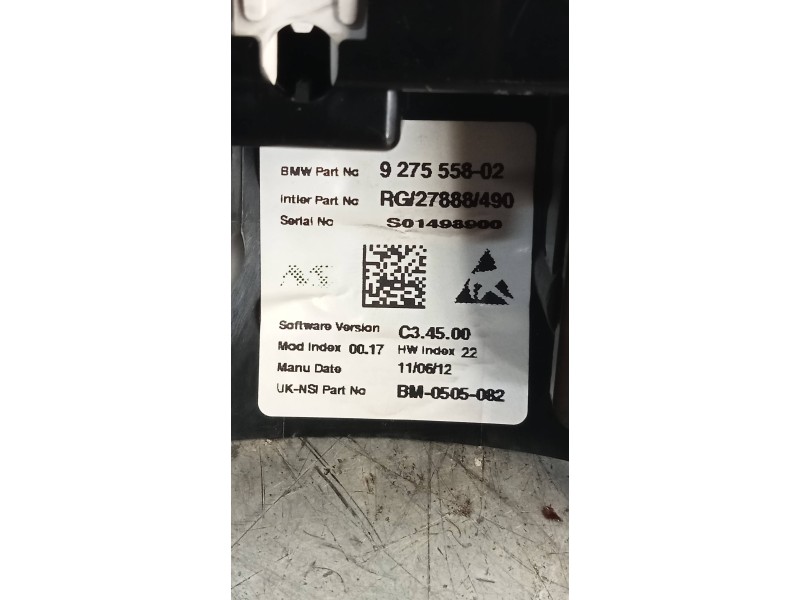 BMW Part No 9 275 558-02
Intier Part No RG/27888/490
Serial No S01498900
Software Version C3.45.00
Mod Index 00.17 HW Index 22
Manu Date 11/06/12
UK-NSI Part No BM-0505-082